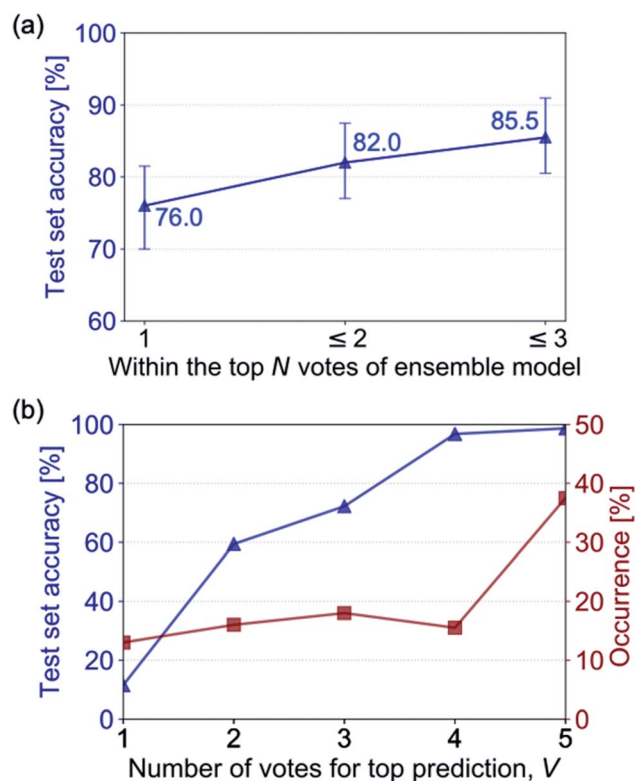 (a)
Test set accuracy [%]
100
90
80
70
60
76.0
82.0
85.5
1
≤ 2
≤ 3
Within the top N votes of ensemble model
(b)
Test set accuracy [%]
100
80
60
40
20
0
Occurrence [%]
50
40
30
20
10
0
1 2 3 4 5
Number of votes for top prediction, V